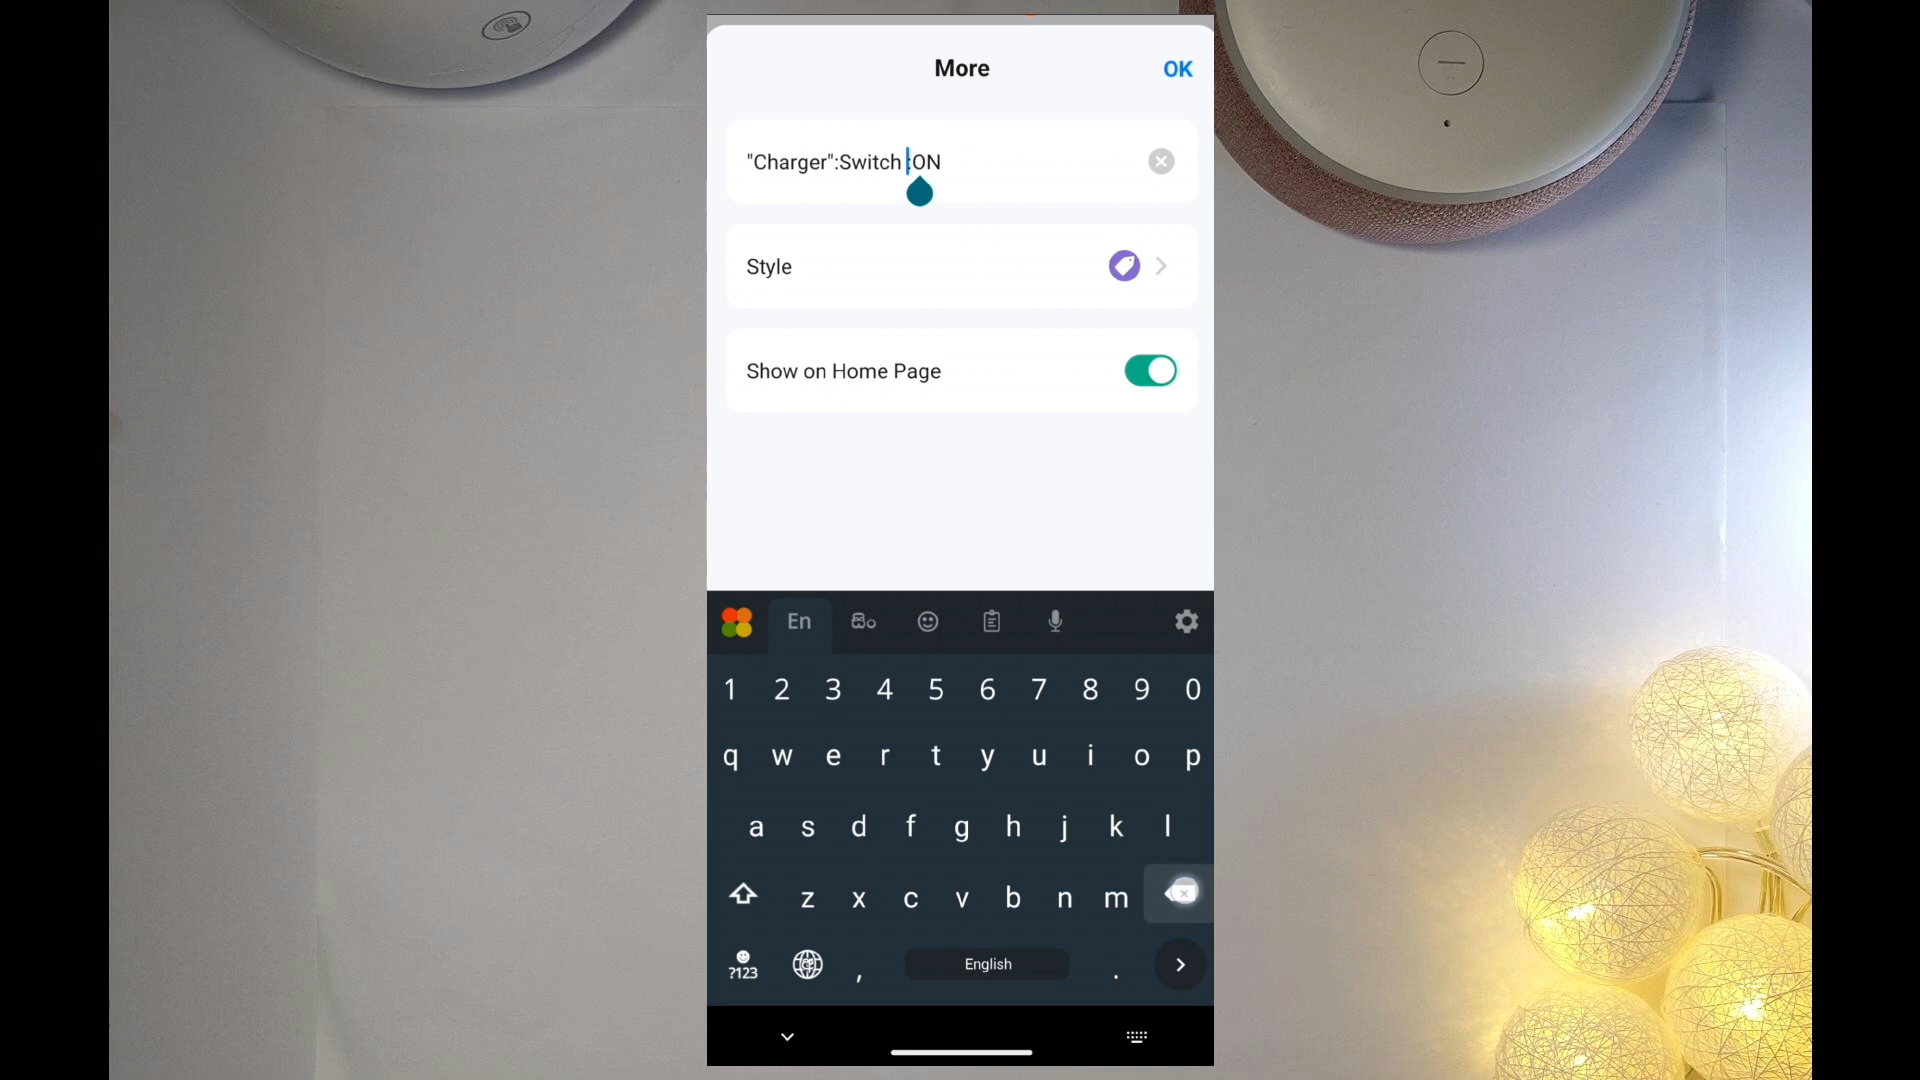 More
OK
"Charger":Switch :ON
Style
Show on Home Page
En සිං
1 2 3 4 5 6 7 8 9 0
q w e r t y u i o p
a s d f g h j k l
z x c v b n m
?123 , English .